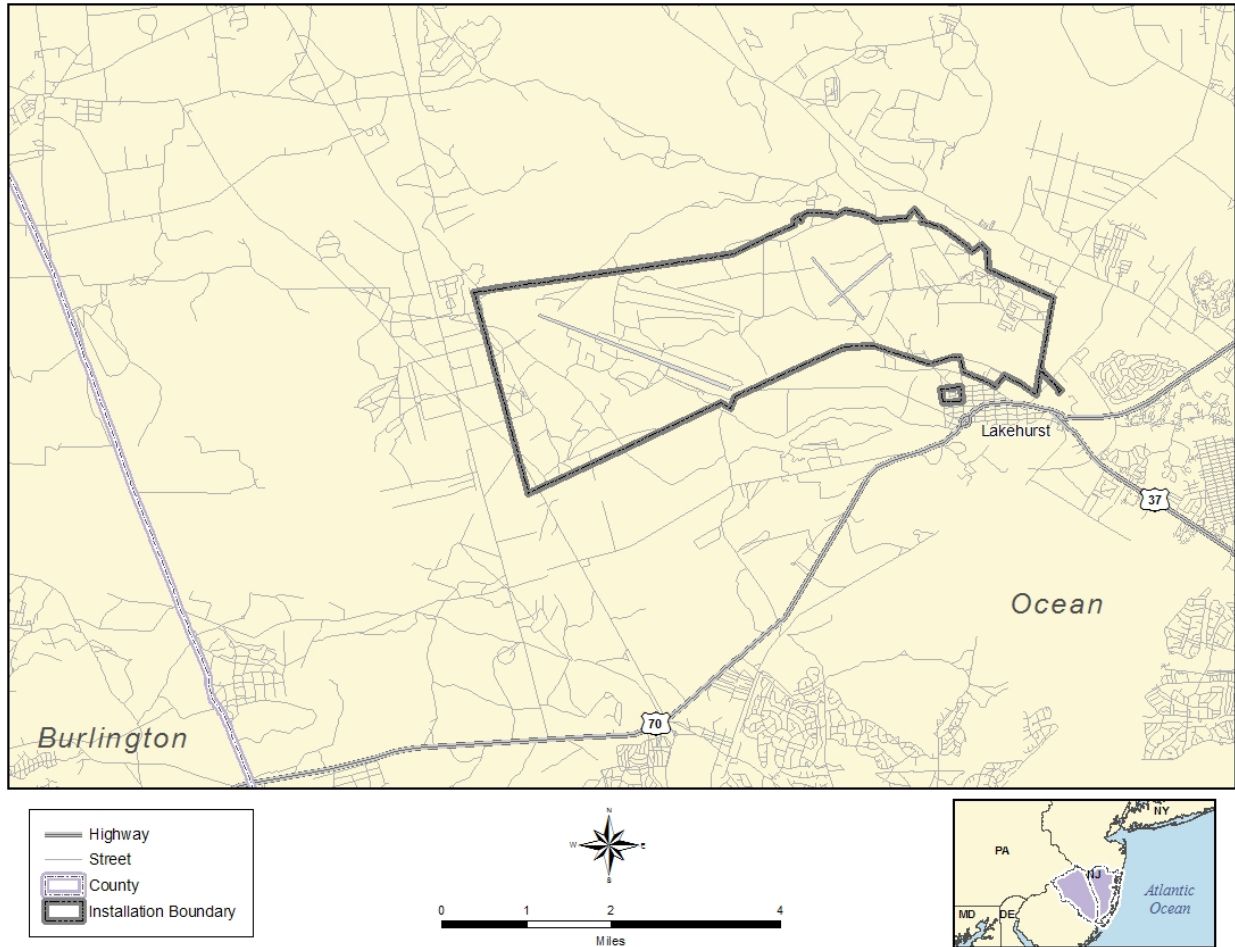 Lakehurst
37
Ocean
70
Burlington
Highway
Street
County
Installation Boundary
N
W
E
S
0 1 2 4
Miles
NY
PA
NJ
Atlantic
Ocean
MD
DE